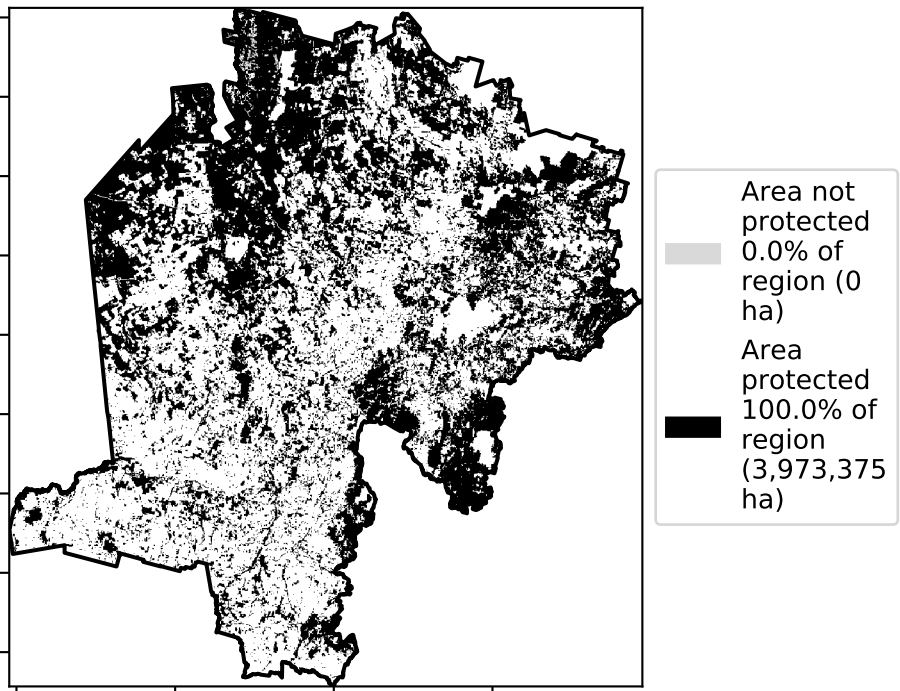 Area not
protected
0.0% of
region (0
ha)
Area
protected
100.0% of
region
(3,973,375
ha)